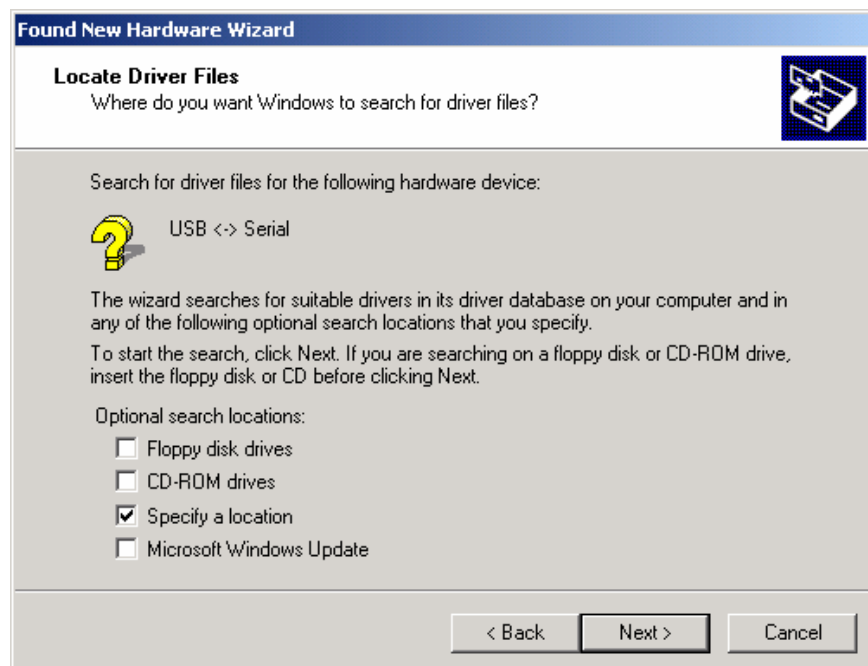 Found New Hardware Wizard
Locate Driver Files
Where do you want Windows to search for driver files?
Search for driver files for the following hardware device:
USB <-> Serial
The wizard searches for suitable drivers in its driver database on your computer and in
any of the following optional search locations that you specify.
To start the search, click Next. If you are searching on a floppy disk or CD-ROM drive,
insert the floppy disk or CD before clicking Next.
Optional search locations:
Floppy disk drives
CD-ROM drives
Specify a location
Microsoft Windows Update
< Back Next > Cancel